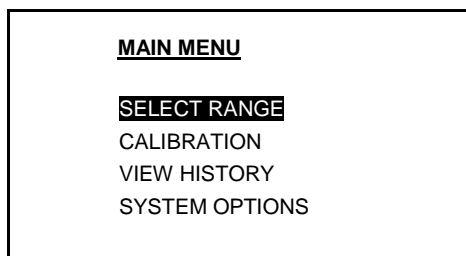 MAIN MENU
SELECT RANGE
CALIBRATION
VIEW HISTORY
SYSTEM OPTIONS